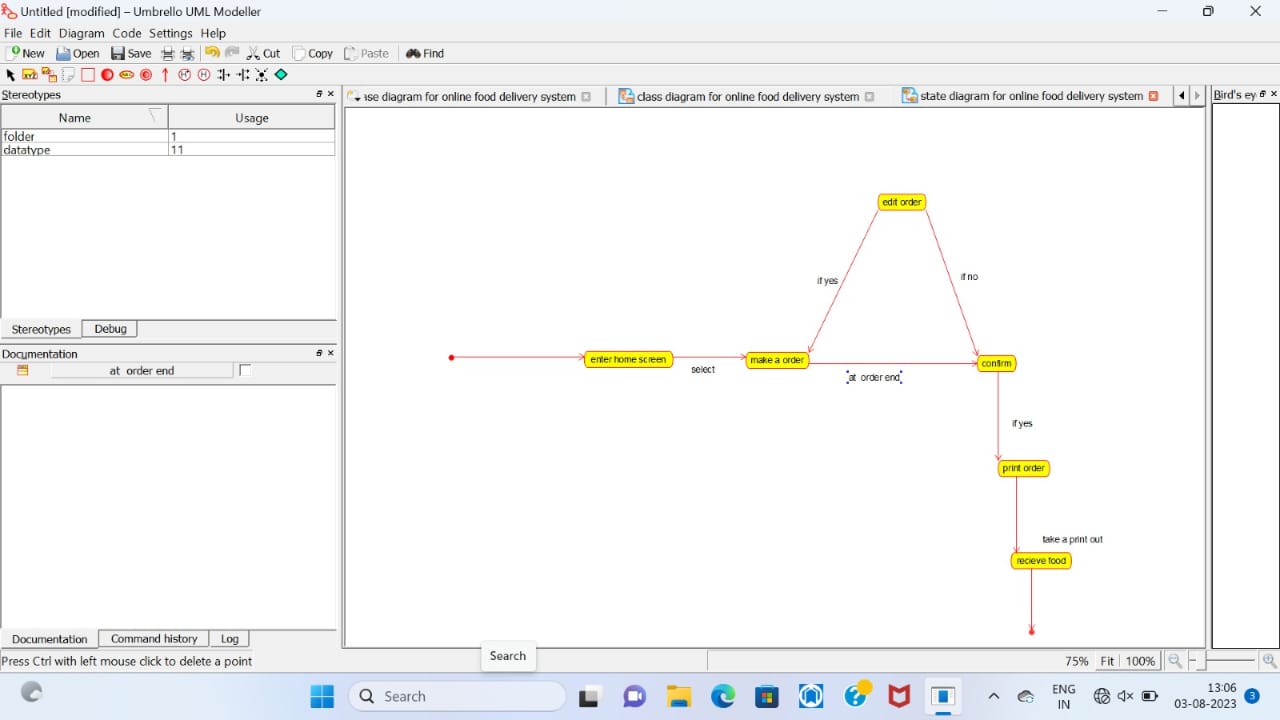 Untitled [modified] – Umbrello UML Modeller
File Edit Diagram Code Settings Help
New Open Save Cut Copy Paste Find
Stereotypes
Name Usage
folder 1
datatype 11
Stereotypes Debug
Documentation
at order end
Documentation Command history Log
Press Ctrl with left mouse click to delete a point
ase diagram for online food delivery system
class diagram for online food delivery system
state diagram for online food delivery system
Bird's ey
edit order
if yes
if no
enter home screen
select
make a order
at order end
confirm
if yes
print order
take a print out
recieve food
Search
75% Fit 100%
Search
ENG
IN
13:06
03-08-2023
3